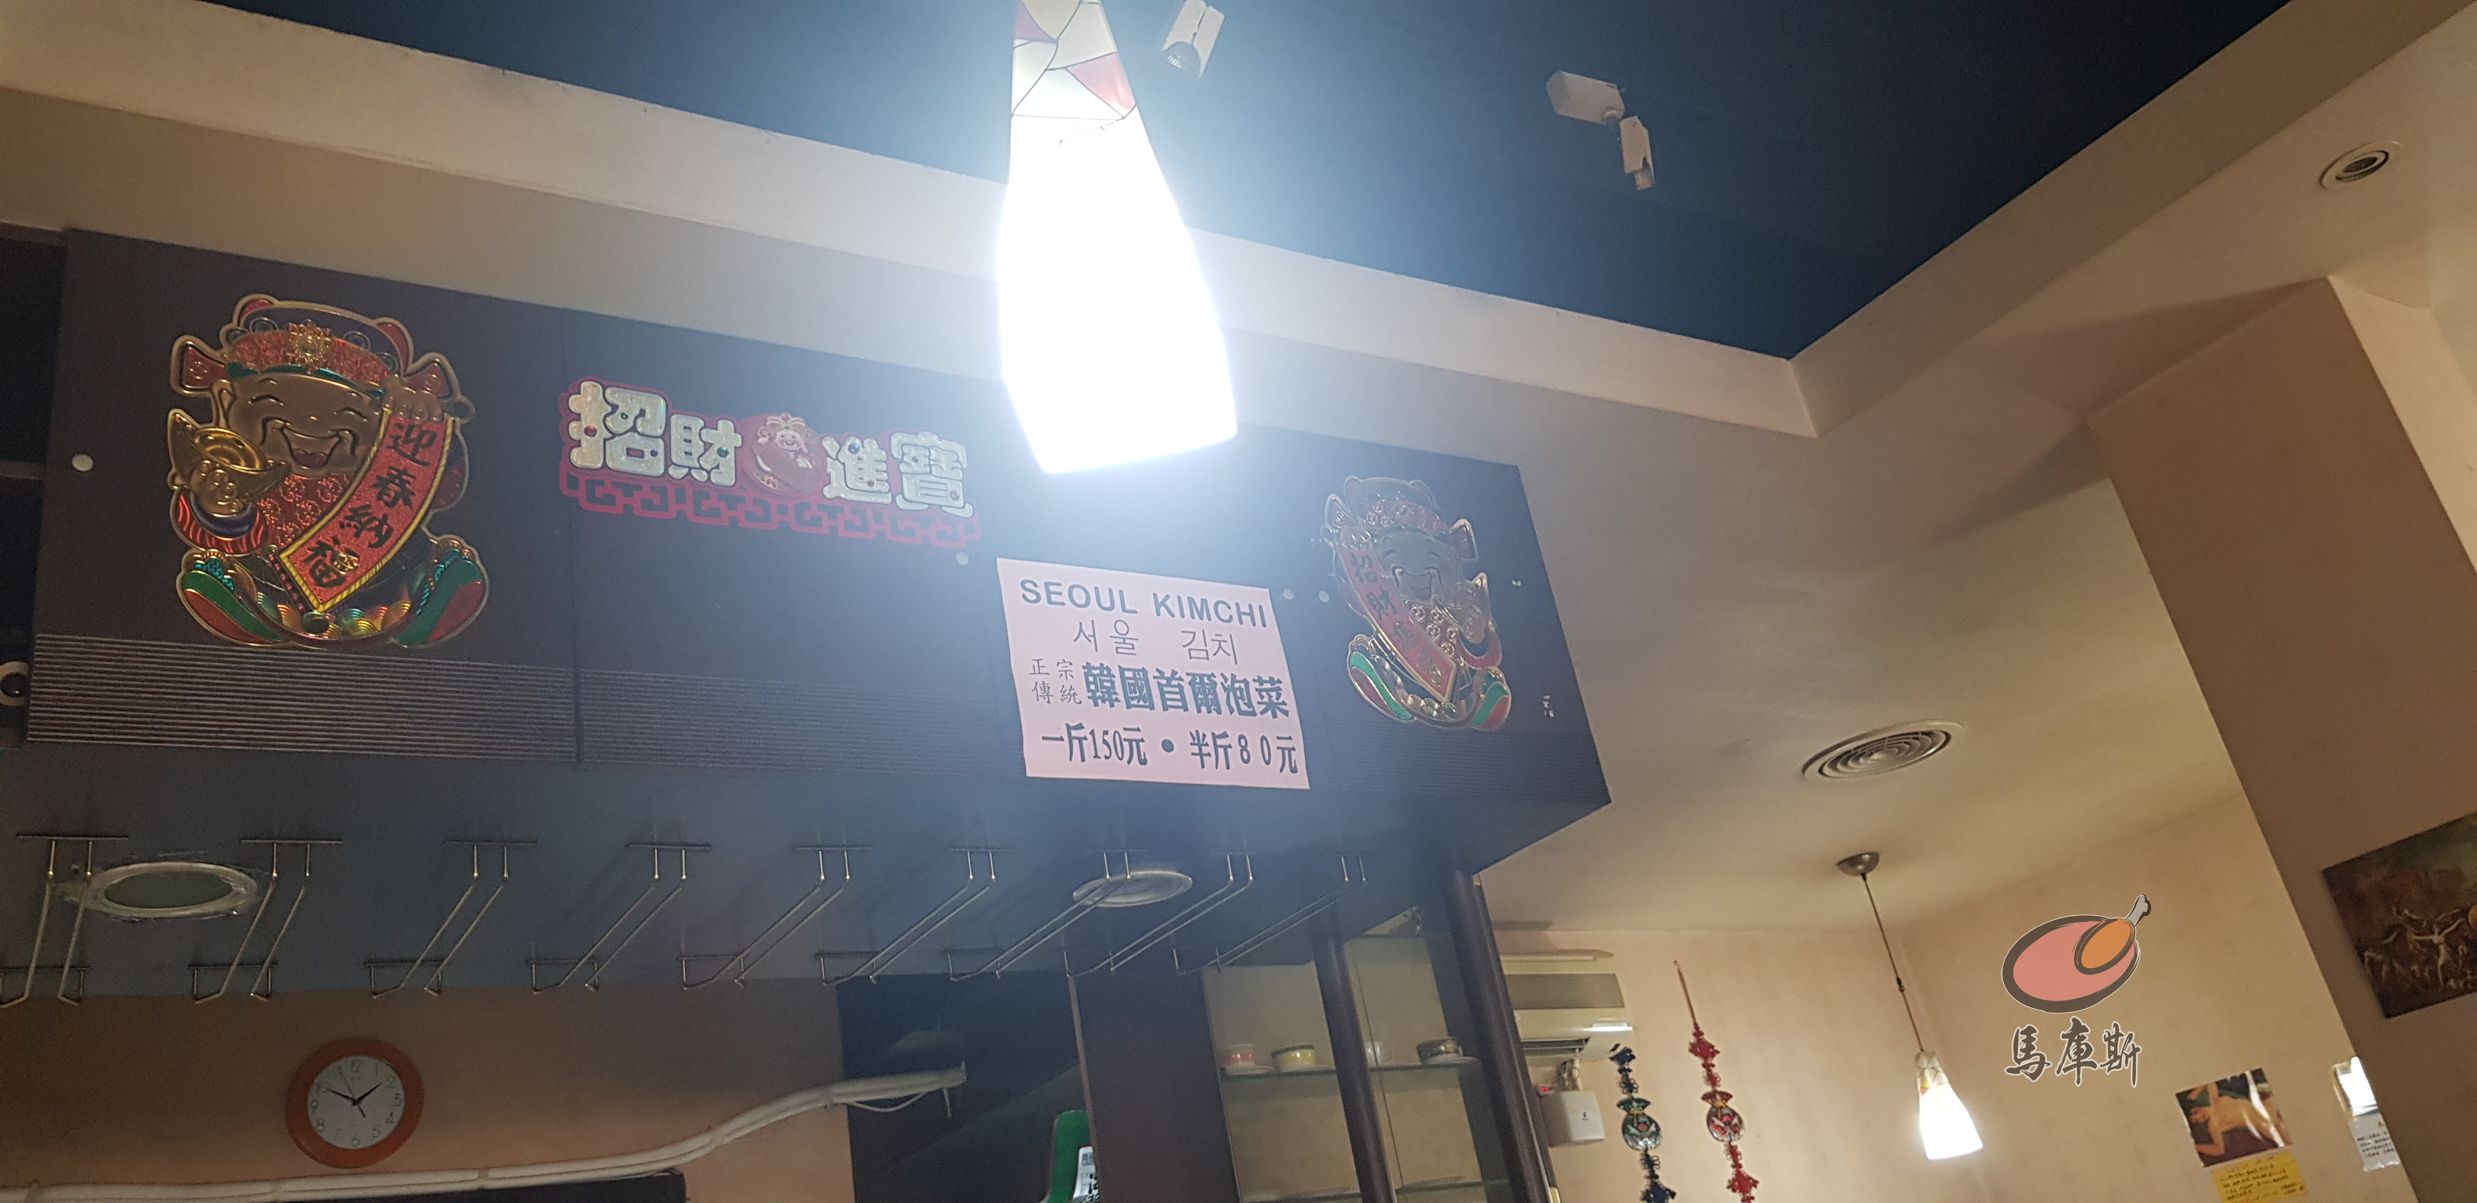 迎春納福
招財進寶
SEOUL KIMCHI
서울 김치
正宗
傳統
韓國首爾泡菜
一斤150元・半斤80元
招財
馬庫斯